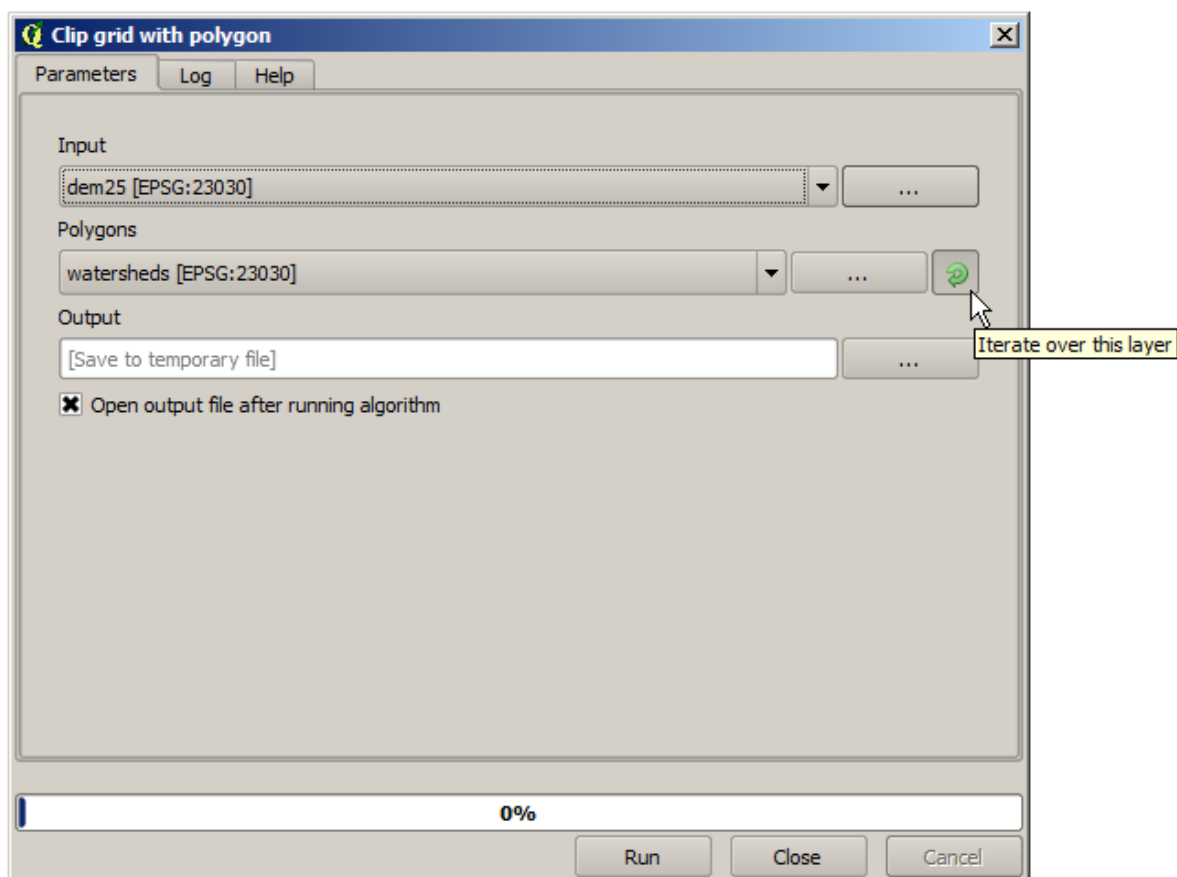 Clip grid with polygon
Parameters Log Help
Input
dem25 [EPSG:23030]
...
Polygons
watersheds [EPSG:23030]
...
Output
Iterate over this layer
[Save to temporary file]
...
Open output file after running algorithm
0%
Run Close Cancel